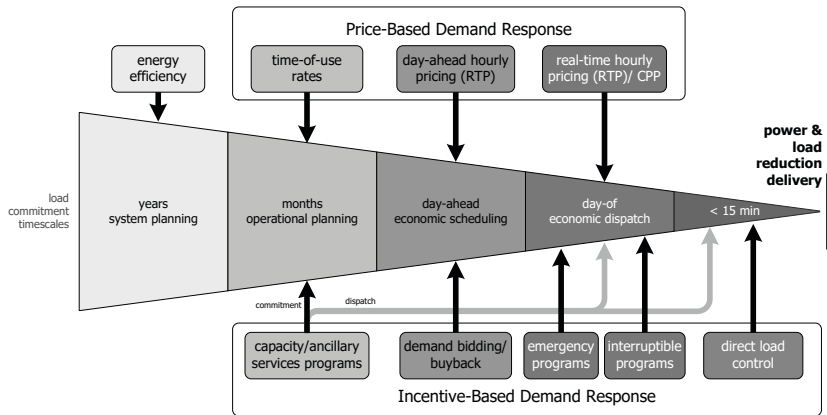 Price-Based Demand Response
energy
efficiency
time-of-use
rates
day-ahead hourly
pricing (RTP)
real-time hourly
pricing (RTP)/ CPP
power &
load
reduction
delivery
load
commitment
timescales
years
system planning
months
operational planning
day-ahead
economic scheduling
day-of
economic dispatch
< 15 min
commitment
dispatch
capacity/ancillary
services programs
demand bidding/
buyback
emergency
programs
interruptible
programs
direct load
control
Incentive-Based Demand Response